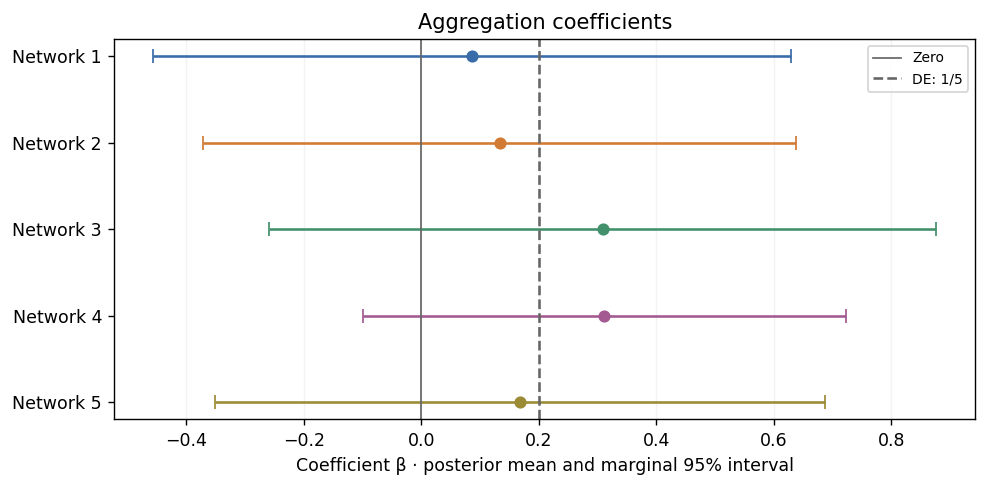 Aggregation coefficients
Zero
DE: 1/5
Network 1
Network 2
Network 3
Network 4
Network 5
−0.4 −0.2 0.0 0.2 0.4 0.6 0.8
Coefficient β · posterior mean and marginal 95% interval